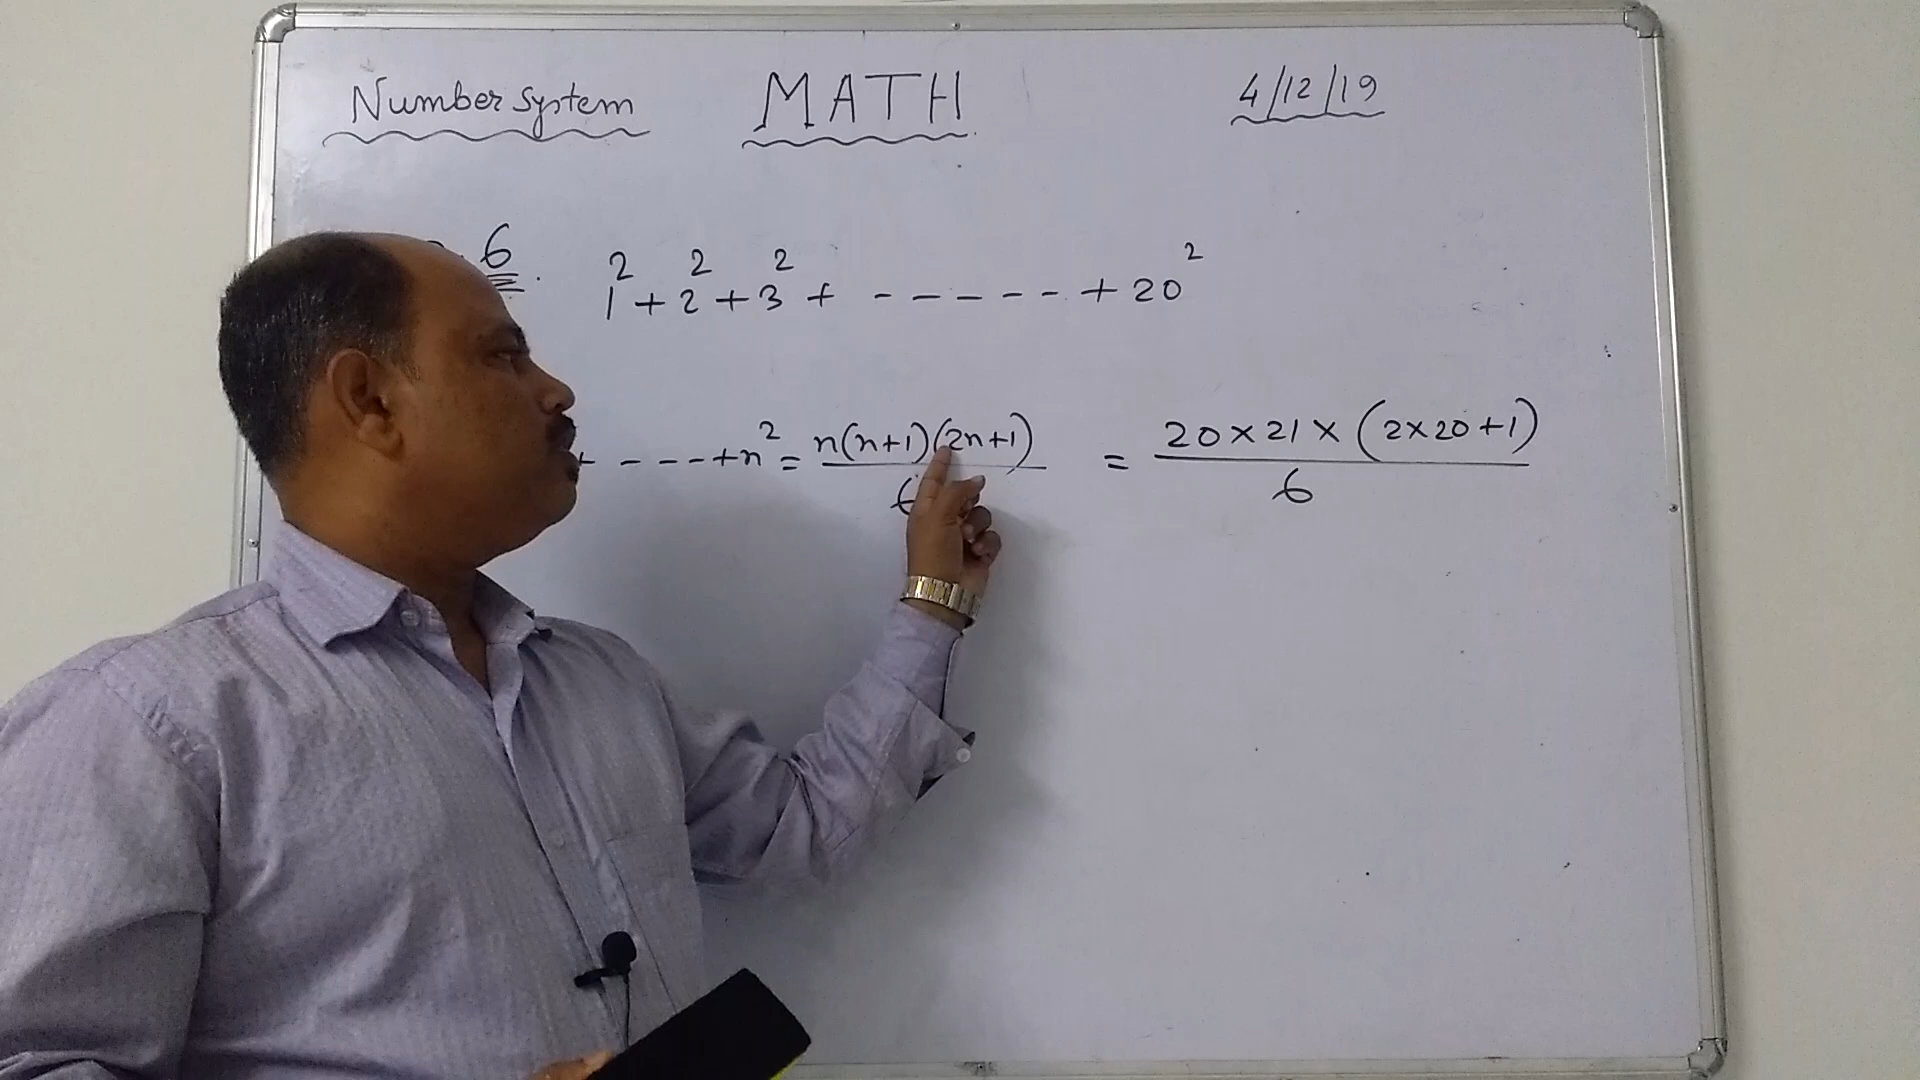 Number system MATH 4/12/19
6. 1² + 2² + 3² + - - - - - + 20²
+ - - - - + n² = n(n+1)(2n+1)/6 = 20×21×(2×20+1)/6